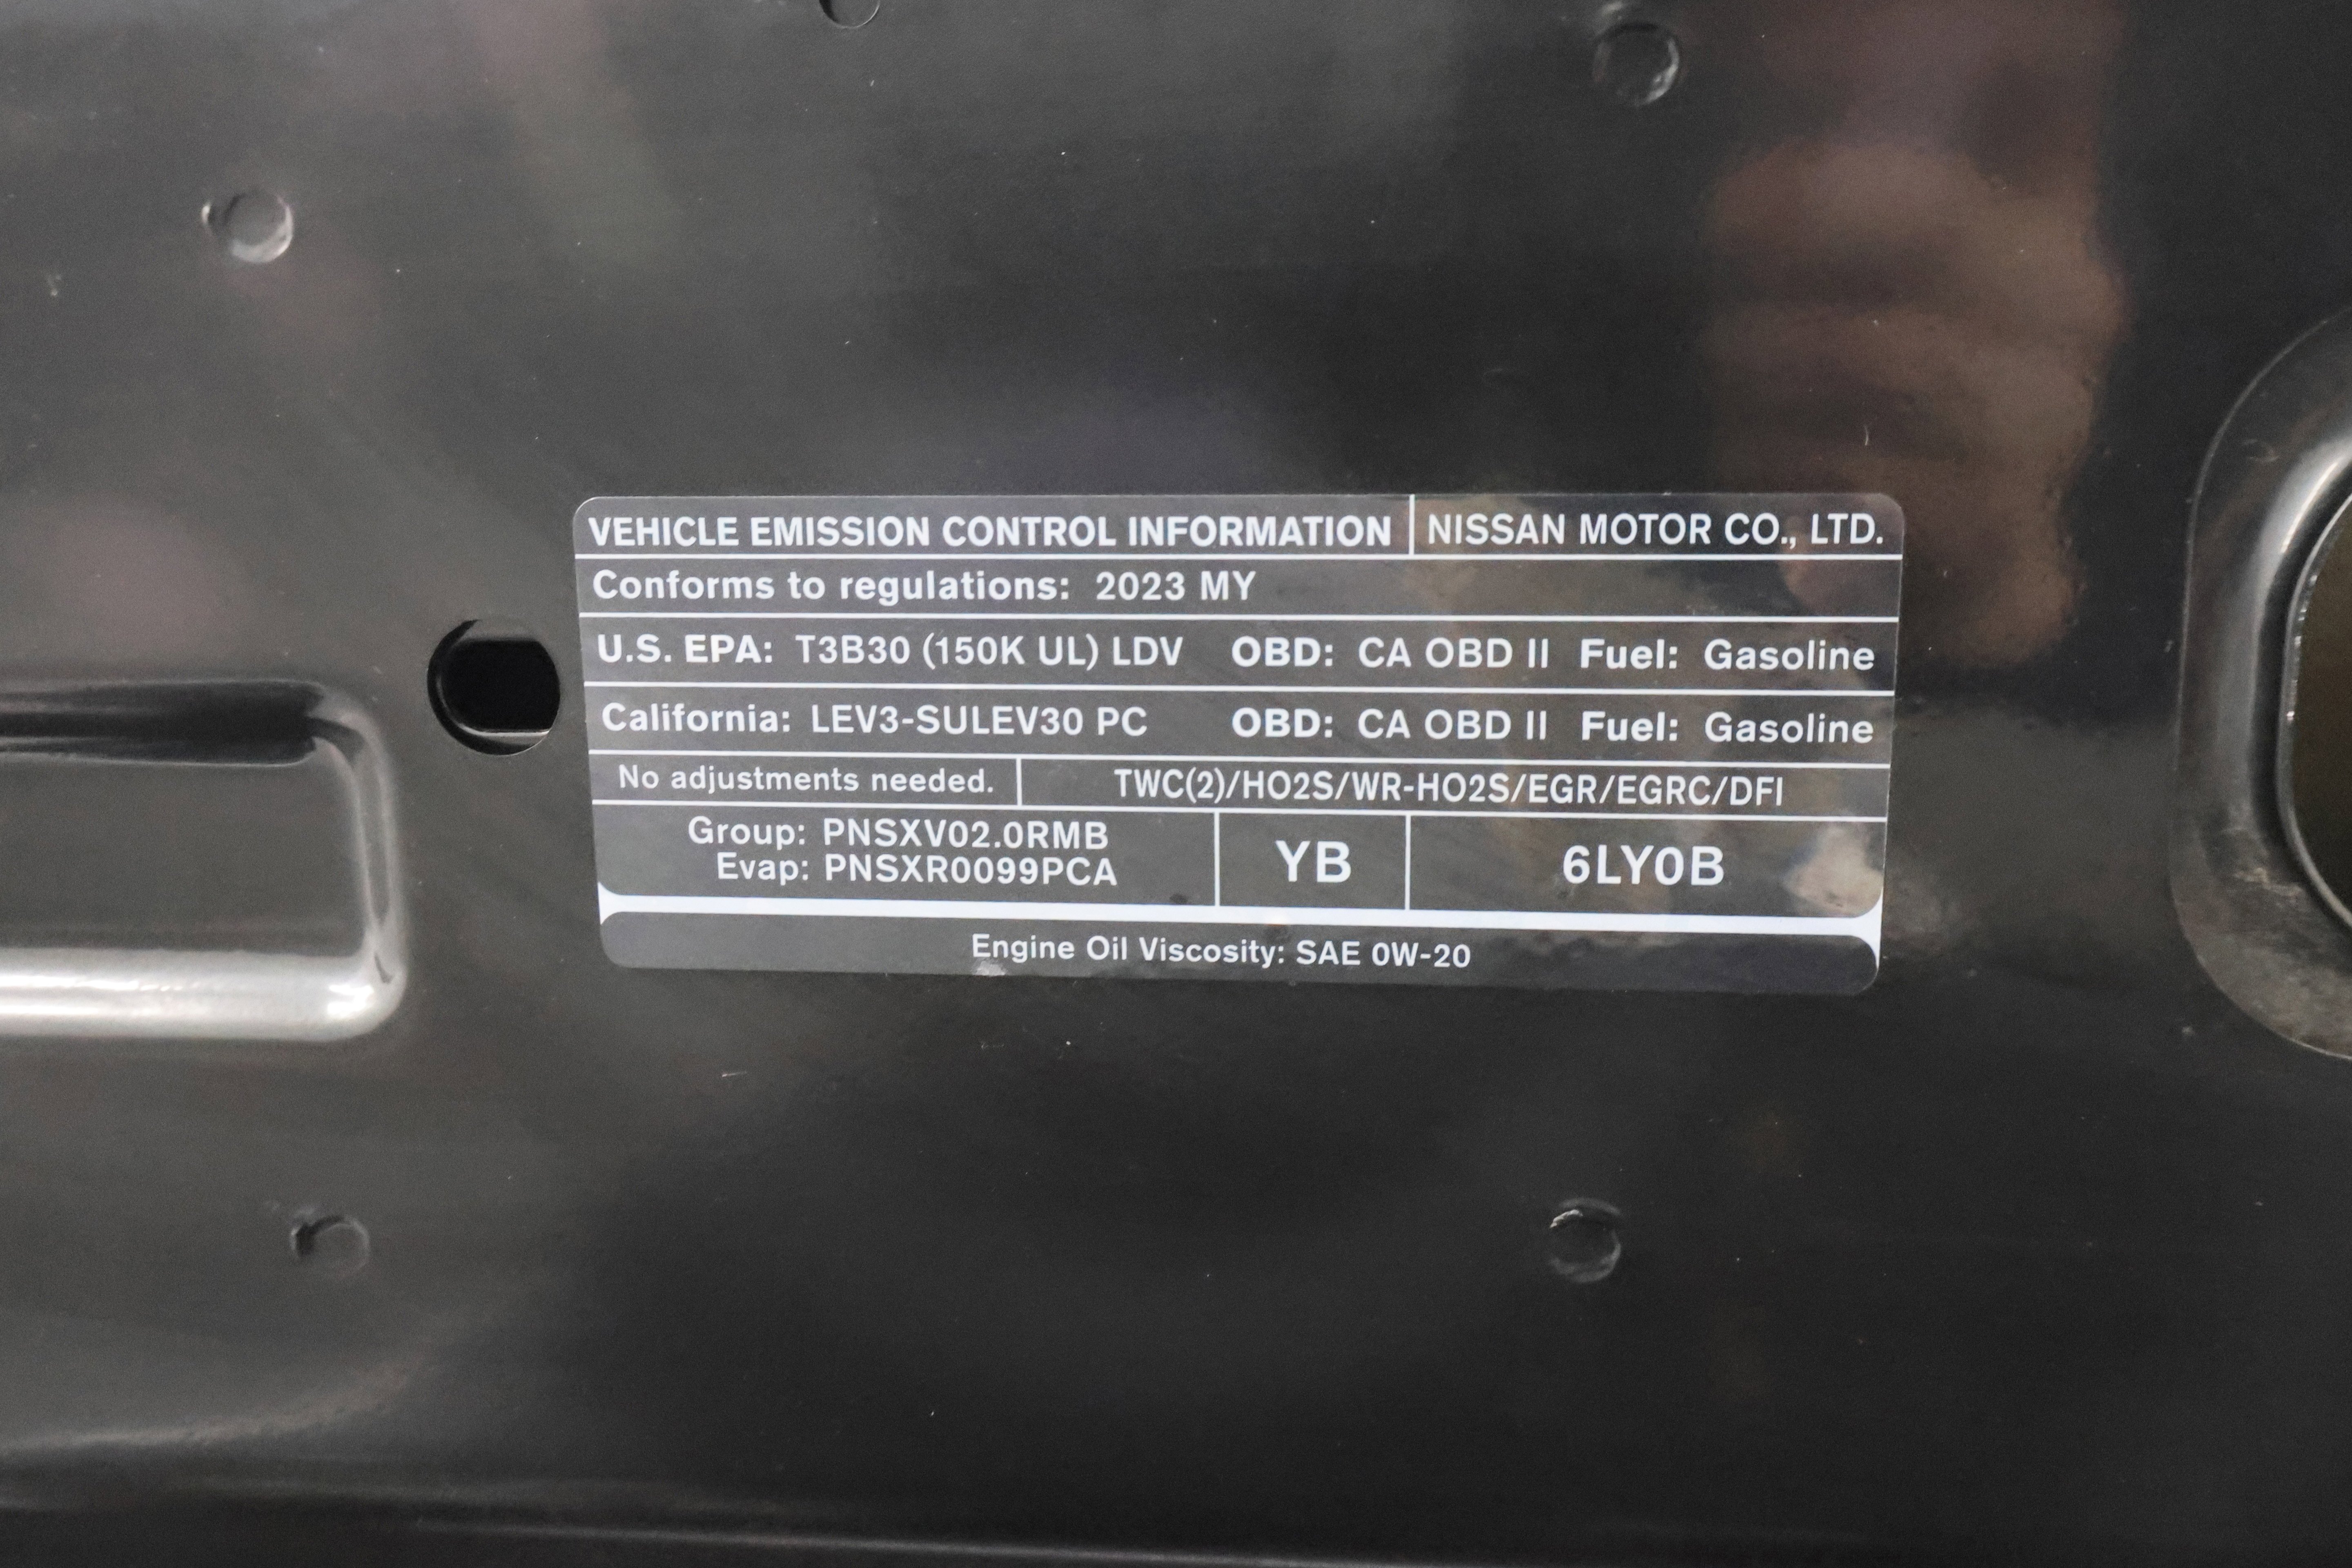 VEHICLE EMISSION CONTROL INFORMATION NISSAN MOTOR CO., LTD.
Conforms to regulations: 2023 MY
U.S. EPA: T3B30 (150K UL) LDV OBD: CA OBD II Fuel: Gasoline
California: LEV3-SULEV30 PC OBD: CA OBD II Fuel: Gasoline
No adjustments needed. TWC(2)/HO2S/WR-HO2S/EGR/EGRC/DFI
Group: PNSXV02.0RMB
Evap: PNSXR0099PCA
YB
6LY0B
Engine Oil Viscosity: SAE 0W-20